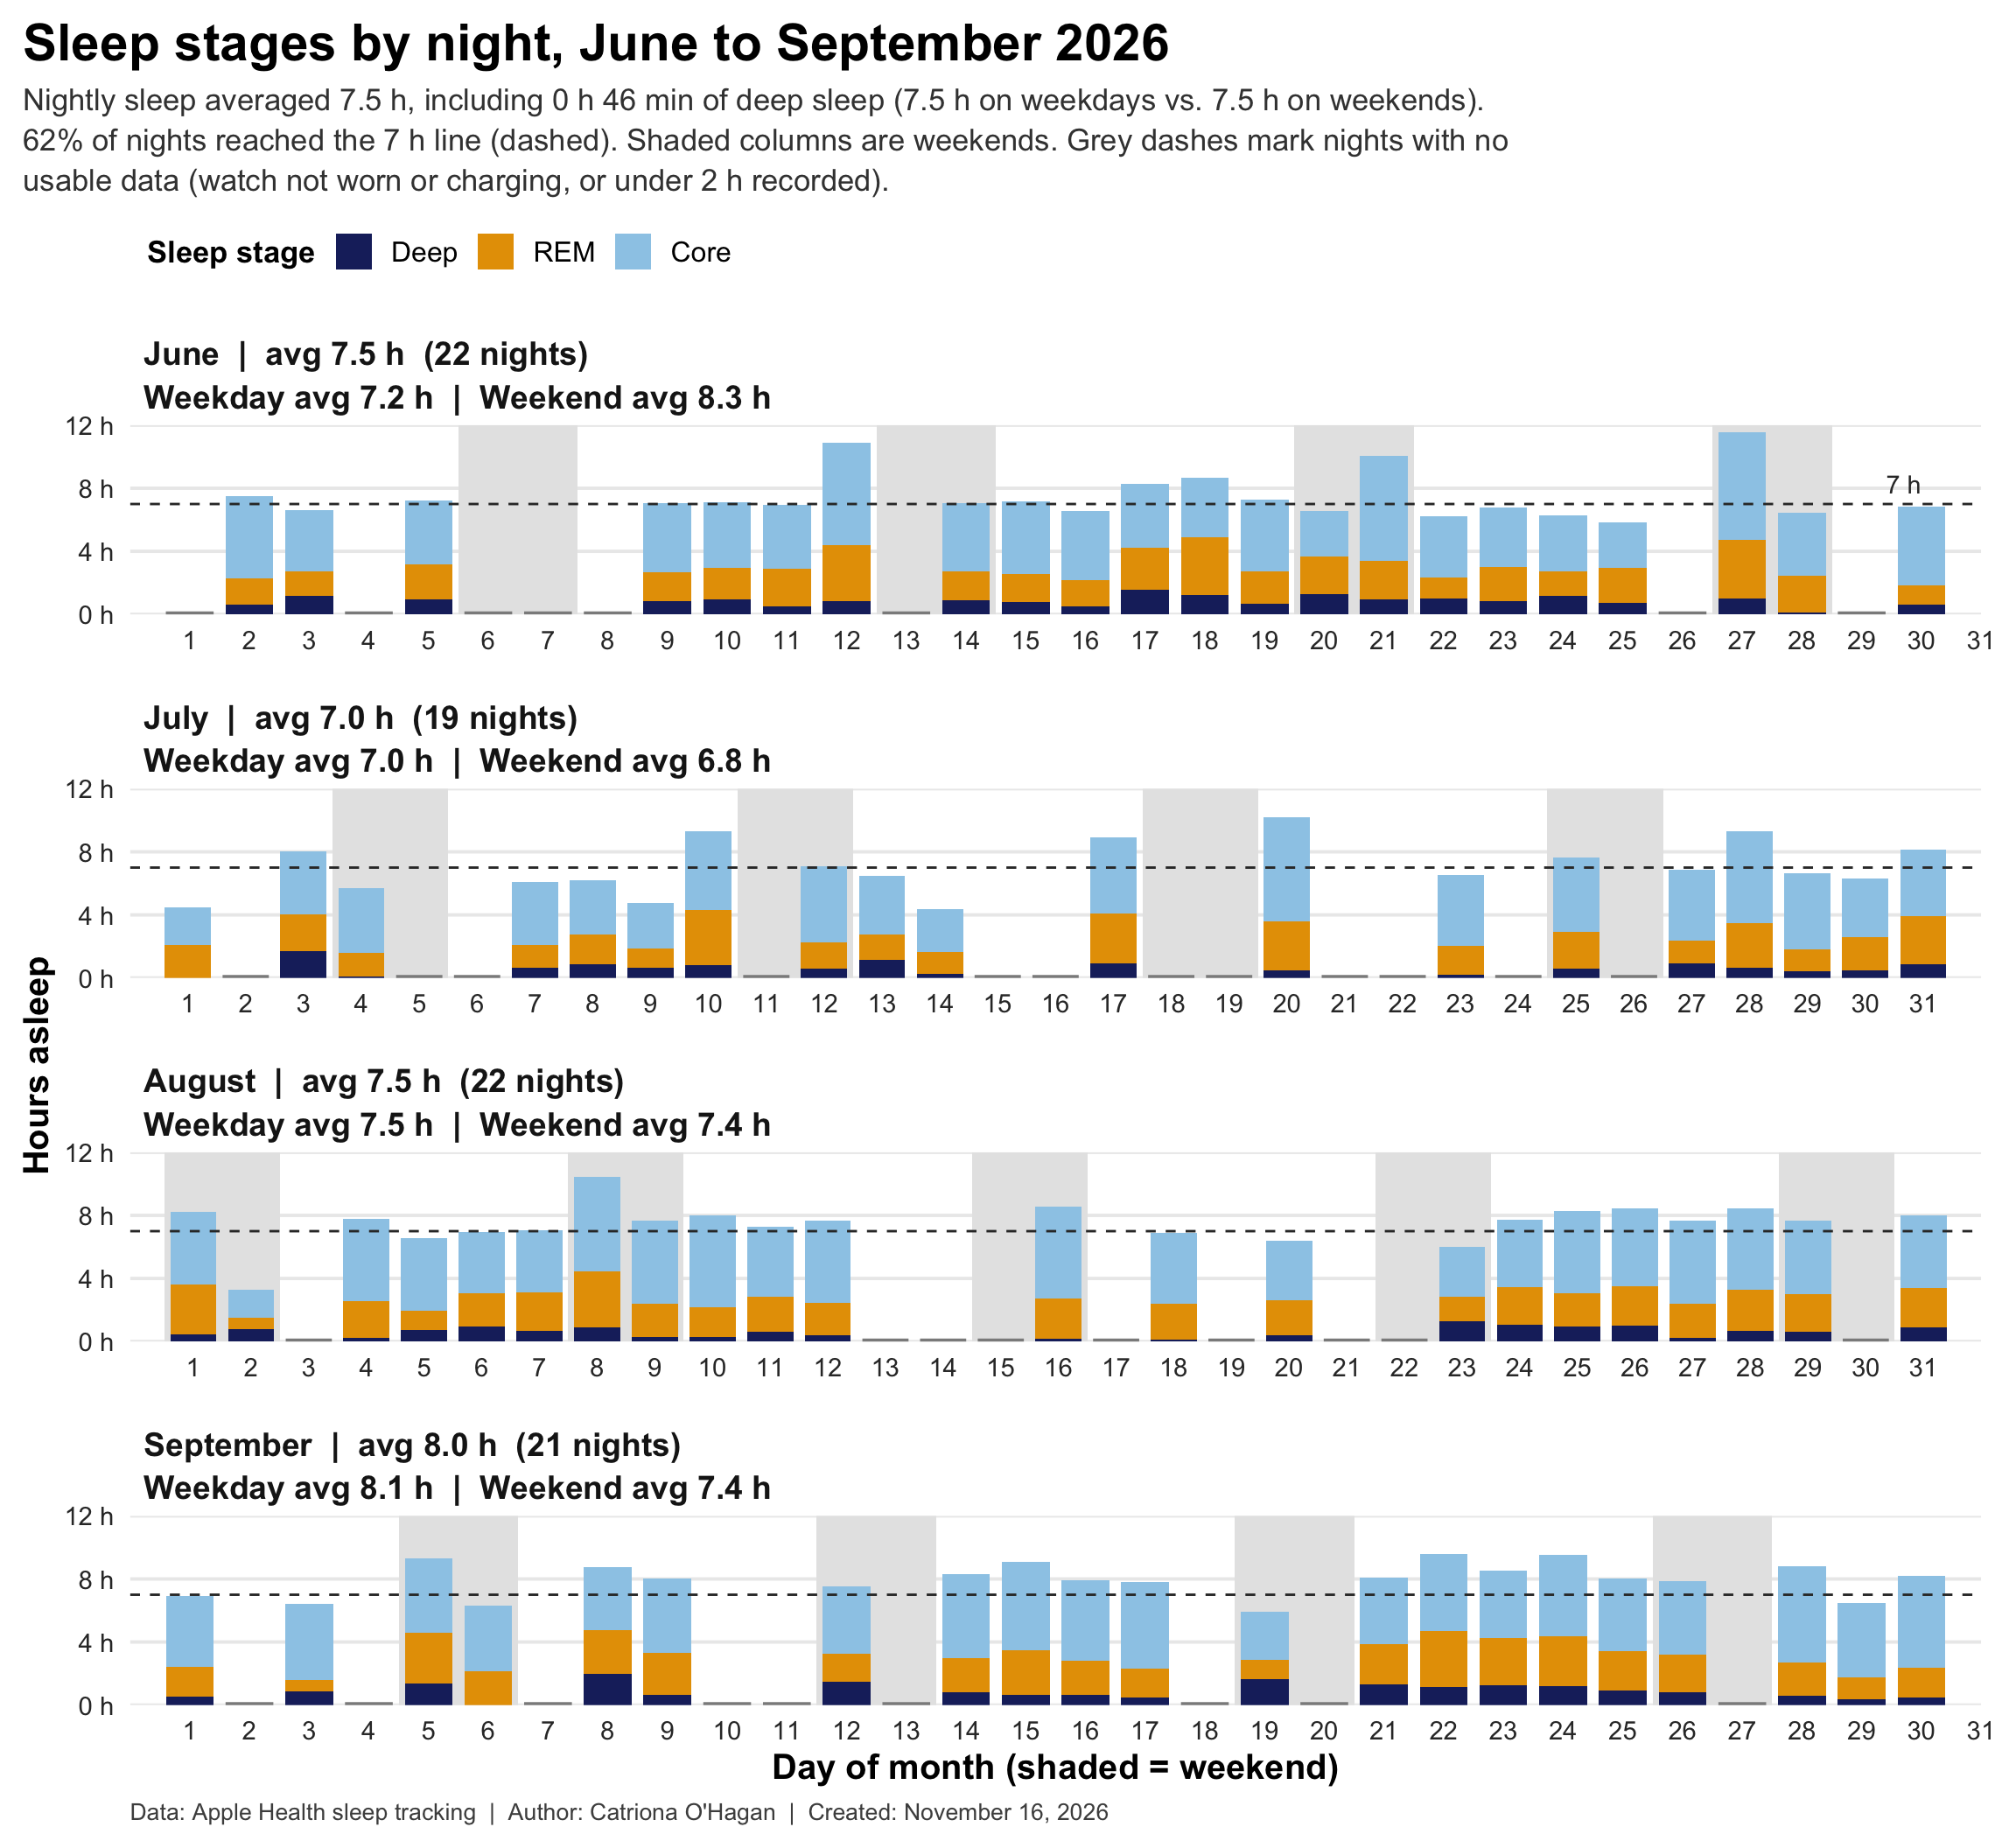 Sleep stages by night, June to September 2026
Nightly sleep averaged 7.5 h, including 0 h 46 min of deep sleep (7.5 h on weekdays vs. 7.5 h on weekends).
62% of nights reached the 7 h line (dashed). Shaded columns are weekends. Grey dashes mark nights with no
usable data (watch not worn or charging, or under 2 h recorded).
Sleep stage Deep REM Core
Hours asleep
June | avg 7.5 h (22 nights)
Weekday avg 7.2 h | Weekend avg 8.3 h
12 h
8 h
7 h
4 h
0 h
1 2 3 4 5 6 7 8 9 10 11 12 13 14 15 16 17 18 19 20 21 22 23 24 25 26 27 28 29 30 31
July | avg 7.0 h (19 nights)
Weekday avg 7.0 h | Weekend avg 6.8 h
12 h
8 h
4 h
0 h
1 2 3 4 5 6 7 8 9 10 11 12 13 14 15 16 17 18 19 20 21 22 23 24 25 26 27 28 29 30 31
August | avg 7.5 h (22 nights)
Weekday avg 7.5 h | Weekend avg 7.4 h
12 h
8 h
4 h
0 h
1 2 3 4 5 6 7 8 9 10 11 12 13 14 15 16 17 18 19 20 21 22 23 24 25 26 27 28 29 30 31
September | avg 8.0 h (21 nights)
Weekday avg 8.1 h | Weekend avg 7.4 h
12 h
8 h
4 h
0 h
1 2 3 4 5 6 7 8 9 10 11 12 13 14 15 16 17 18 19 20 21 22 23 24 25 26 27 28 29 30 31
Day of month (shaded = weekend)
Data: Apple Health sleep tracking | Author: Catriona O'Hagan | Created: November 16, 2026